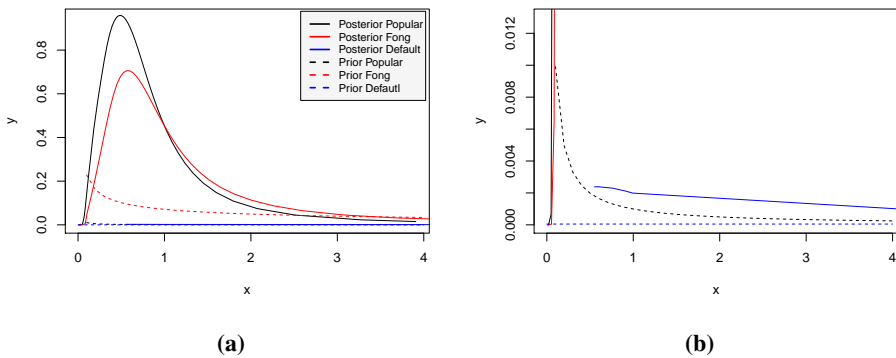 Posterior Popular
Posterior Fong
Posterior Default
Prior Popular
Prior Fong
Prior Defautl
0.0 0.2 0.4 0.6 0.8
y
0 1 2 3 4
x
(a)
0.000 0.004 0.008 0.012
y
0 1 2 3 4
x
(b)